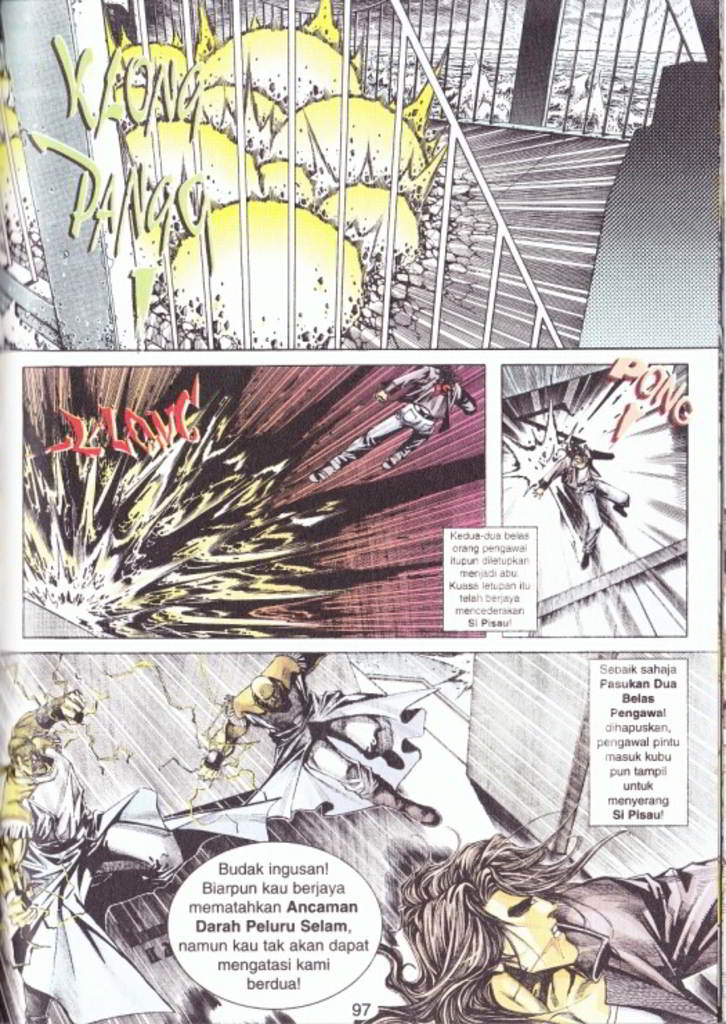 KLONG
PANGG
!
KLONG
PONG
!
Kedua-dua belas
orang pengawal
itupun diletupkan
menjadi abu.
Kuasa letupan itu
telah berjaya
mencederakan
Si Pisau!
Sebaik sahaja
Pasukan Dua
Belas
Pengawal
dihapuskan,
pengawal pintu
masuk kubu
pun tampil
untuk
menyerang
Si Pisau!
Budak ingusan!
Biarpun kau berjaya
mematahkan Ancaman
Darah Peluru Selam,
namun kau tak akan dapat
mengatasi kami
berdua!
97